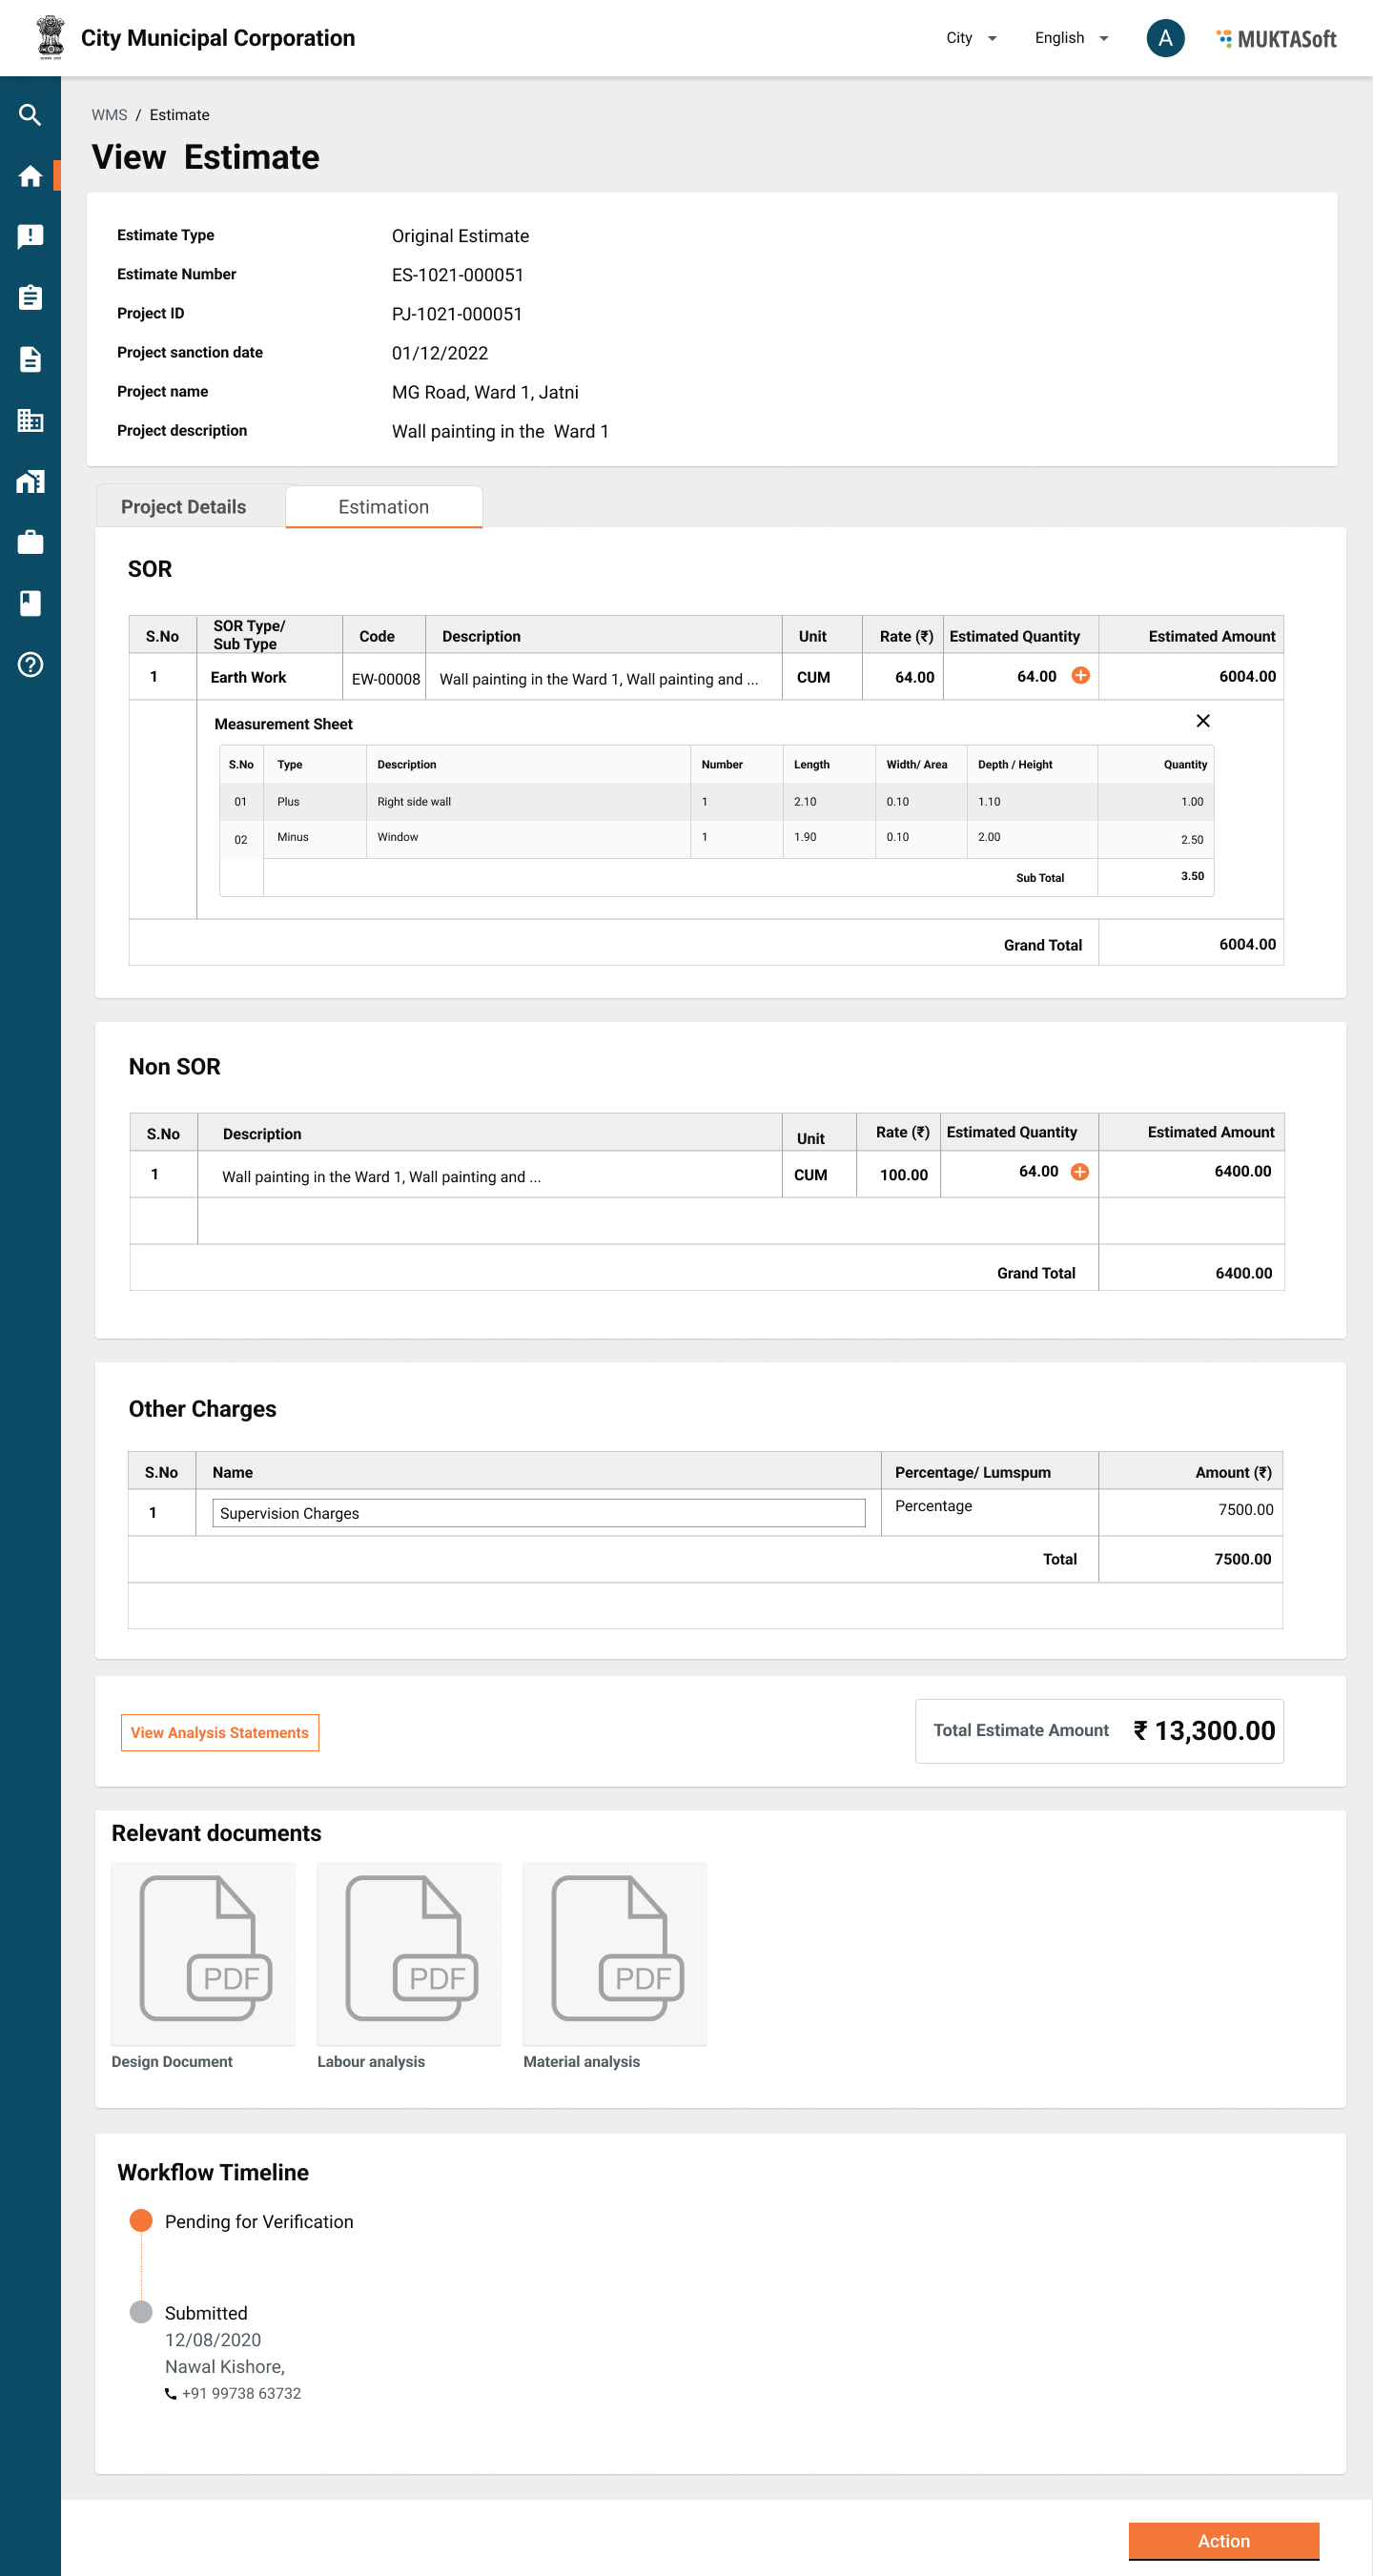 City Municipal Corporation
City
English
A
MUKTASoft
WMS / Estimate
View Estimate
Estimate Type Original Estimate
Estimate Number ES-1021-000051
Project ID PJ-1021-000051
Project sanction date 01/12/2022
Project name MG Road, Ward 1, Jatni
Project description Wall painting in the Ward 1
Project Details Estimation
SOR
S.No SOR Type/ Sub Type Code Description Unit Rate (₹) Estimated Quantity Estimated Amount
1 Earth Work EW-00008 Wall painting in the Ward 1, Wall painting and ... CUM 64.00 64.00 6004.00
Measurement Sheet
S.No Type Description Number Length Width/ Area Depth / Height Quantity
01 Plus Right side wall 1 2.10 0.10 1.10 1.00
02 Minus Window 1 1.90 0.10 2.00 2.50
Sub Total 3.50
Grand Total 6004.00
Non SOR
S.No Description Unit Rate (₹) Estimated Quantity Estimated Amount
1 Wall painting in the Ward 1, Wall painting and ... CUM 100.00 64.00 6400.00
Grand Total 6400.00
Other Charges
S.No Name Percentage/ Lumspum Amount (₹)
1 Supervision Charges Percentage 7500.00
Total 7500.00
View Analysis Statements
Total Estimate Amount ₹ 13,300.00
Relevant documents
PDF PDF PDF
Design Document Labour analysis Material analysis
Workflow Timeline
Pending for Verification
Submitted
12/08/2020
Nawal Kishore,
+91 99738 63732
Action